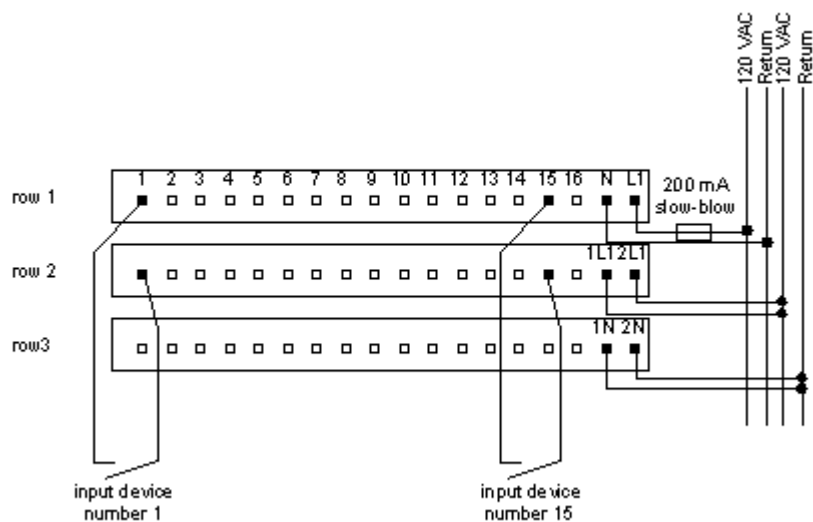 120 VAC
Return
120 VAC
Return
row 1
1 2 3 4 5 6 7 8 9 10 11 12 13 14 15 16 N L1
200 mA
slow-blow
row 2
1L1 2L1
row3
1N 2N
input device
number 1
input device
number 15